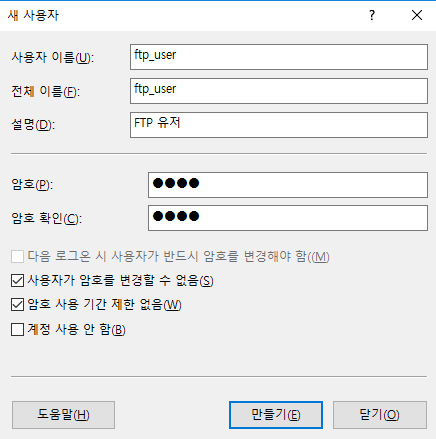 새 사용자
사용자 이름(U): ftp_user
전체 이름(F): ftp_user
설명(D): FTP 유저
암호(P): ●●●●
암호 확인(C): ●●●●
다음 로그온 시 사용자가 반드시 암호를 변경해야 함((M)
사용자가 암호를 변경할 수 없음(S)
암호 사용 기간 제한 없음(W)
계정 사용 안 함(B)
도움말(H) 만들기(E) 닫기(O)